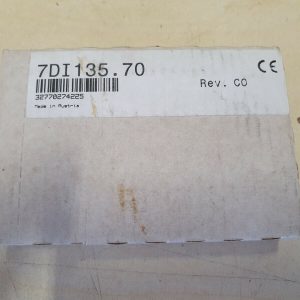 7DI135.70
CE
Rev. C0
32770274225
Made in Austria